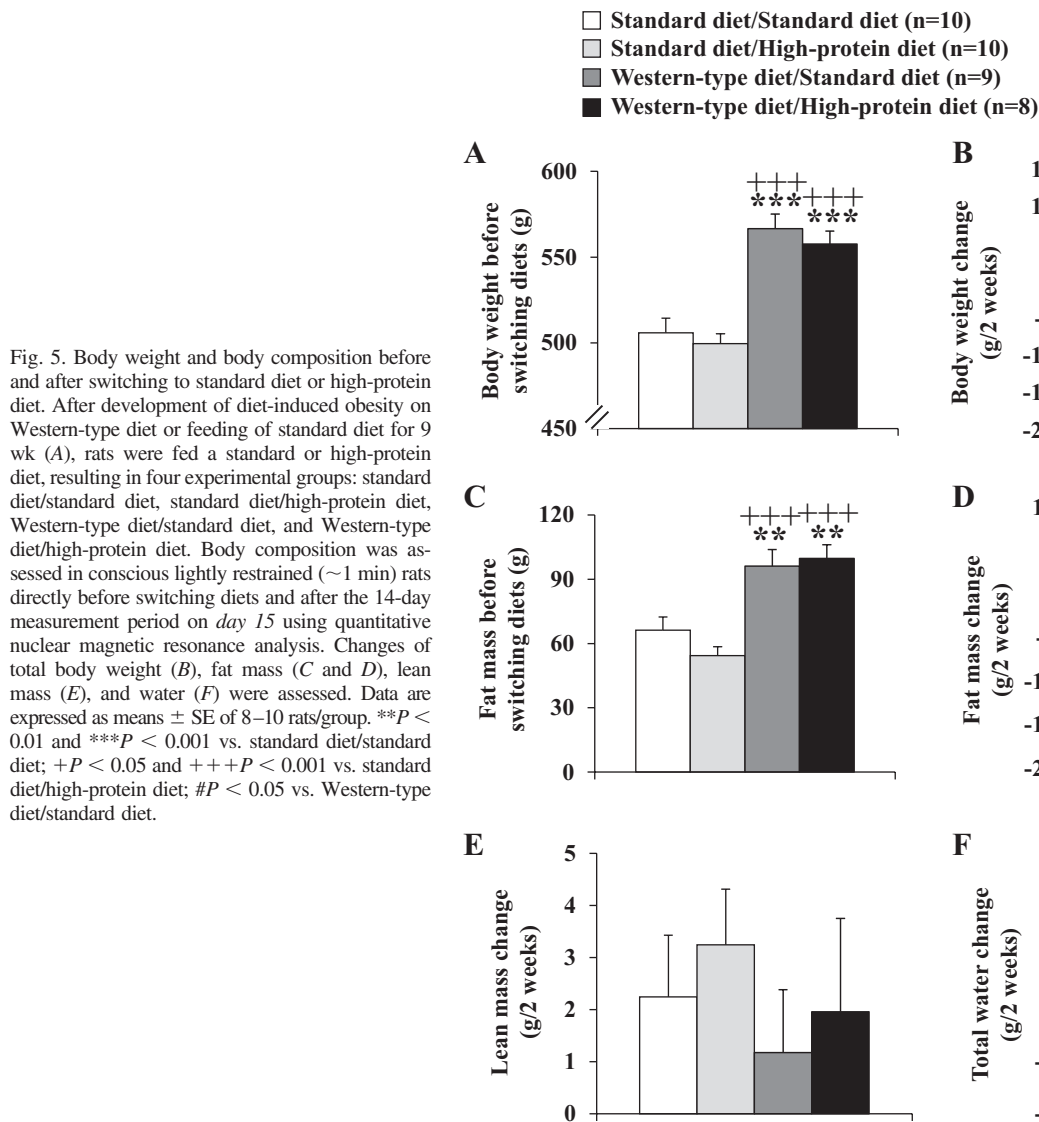 Standard diet/Standard diet (n=10)
Standard diet/High-protein diet (n=10)
Western-type diet/Standard diet (n=9)
Western-type diet/High-protein diet (n=8)
Fig. 5. Body weight and body composition before
and after switching to standard diet or high-protein
diet. After development of diet-induced obesity on
Western-type diet or feeding of standard diet for 9
wk (A), rats were fed a standard or high-protein
diet, resulting in four experimental groups: standard
diet/standard diet, standard diet/high-protein diet,
Western-type diet/standard diet, and Western-type
diet/high-protein diet. Body composition was as-
sessed in conscious lightly restrained (~1 min) rats
directly before switching diets and after the 14-day
measurement period on day 15 using quantitative
nuclear magnetic resonance analysis. Changes of
total body weight (B), fat mass (C and D), lean
mass (E), and water (F) were assessed. Data are
expressed as means ± SE of 8–10 rats/group. **P <
0.01 and ***P < 0.001 vs. standard diet/standard
diet; +P < 0.05 and +++P < 0.001 vs. standard
diet/high-protein diet; #P < 0.05 vs. Western-type
diet/standard diet.
A
Body weight before
switching diets (g)
600
550
500
450
+++
***
+++
***
B
Body weight change
(g/2 weeks)
1
1
-
-1
-1
-2
C
Fat mass before
switching diets (g)
120
90
60
30
0
+++
**
+++
**
D
Fat mass change
(g/2 weeks)
1
-
-1
-1
-2
E
Lean mass change
(g/2 weeks)
5
4
3
2
1
0
F
Total water change
(g/2 weeks)
-
-